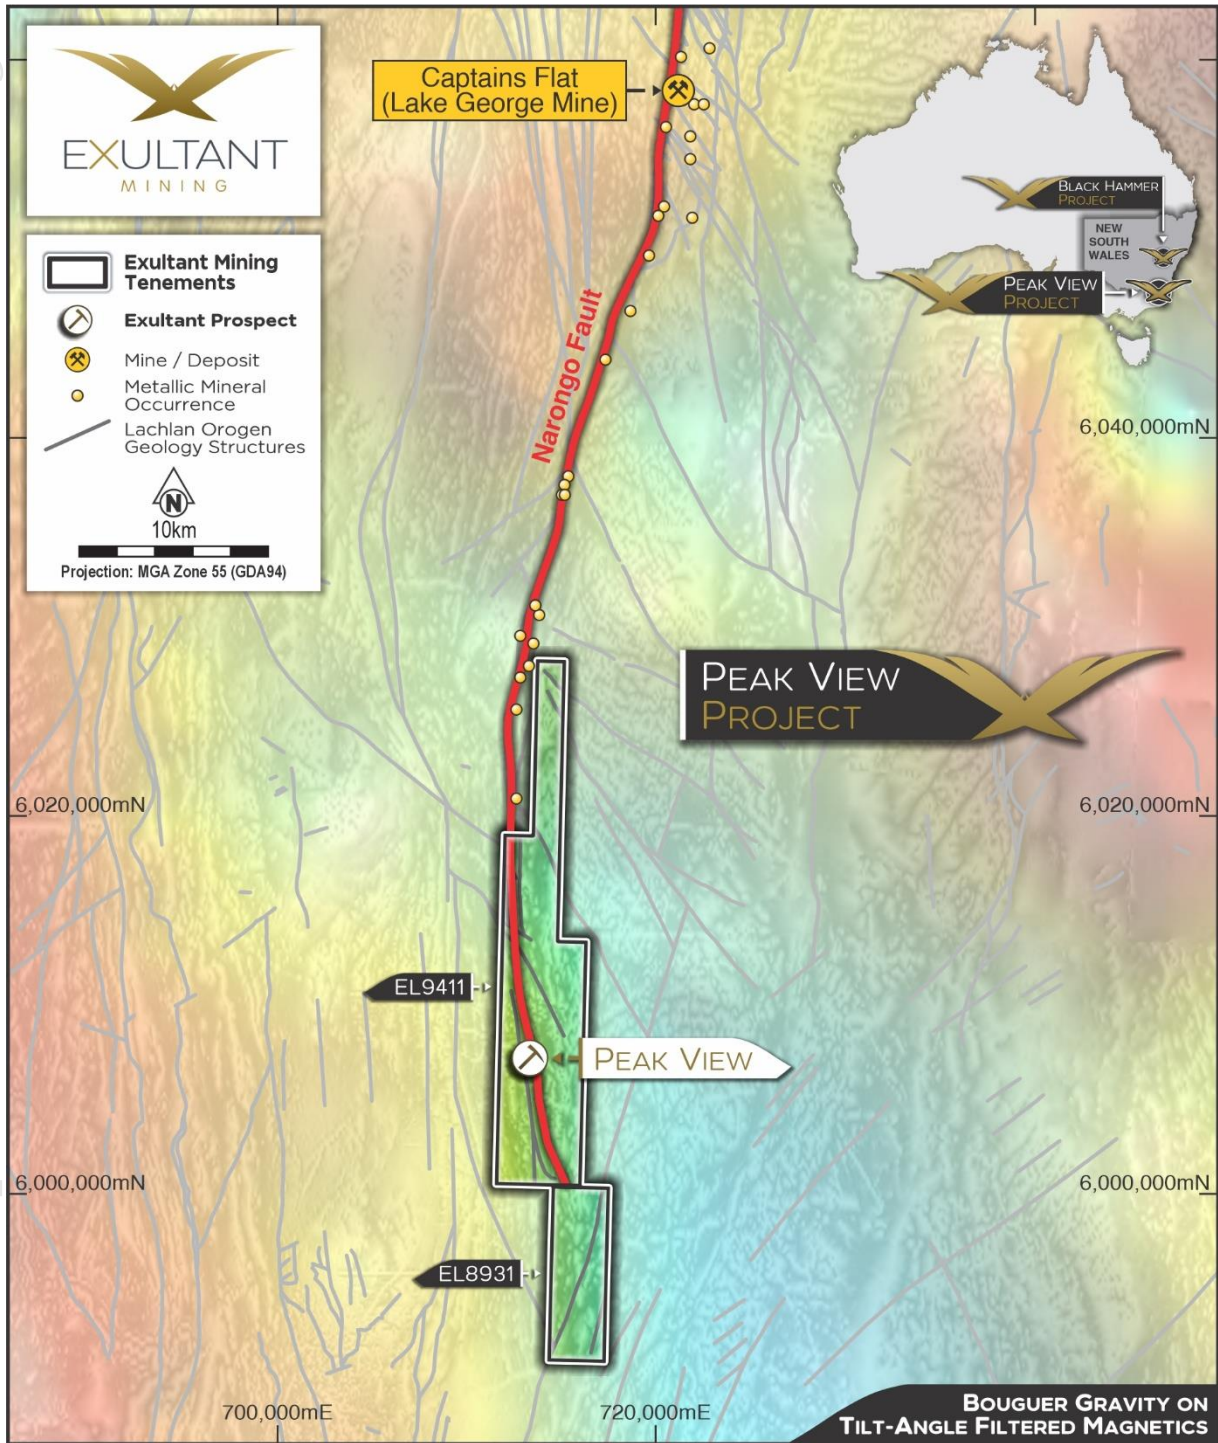 EXULTANT
MINING
Exultant Mining
Tenements
Exultant Prospect
Mine / Deposit
Metallic Mineral
Occurrence
Lachlan Orogen
Geology Structures
N
10km
Projection: MGA Zone 55 (GDA94)
Captains Flat
(Lake George Mine)
BLACK HAMMER
PROJECT
NEW
SOUTH
WALES
PEAK VIEW
PROJECT
Narongo Fault
6,040,000mN
PEAK VIEW
PROJECT
6,020,000mN
6,020,000mN
EL9411
PEAK VIEW
6,000,000mN
6,000,000mN
EL8931
700,000mE
720,000mE
BOUGUER GRAVITY ON
TILT-ANGLE FILTERED MAGNETICS